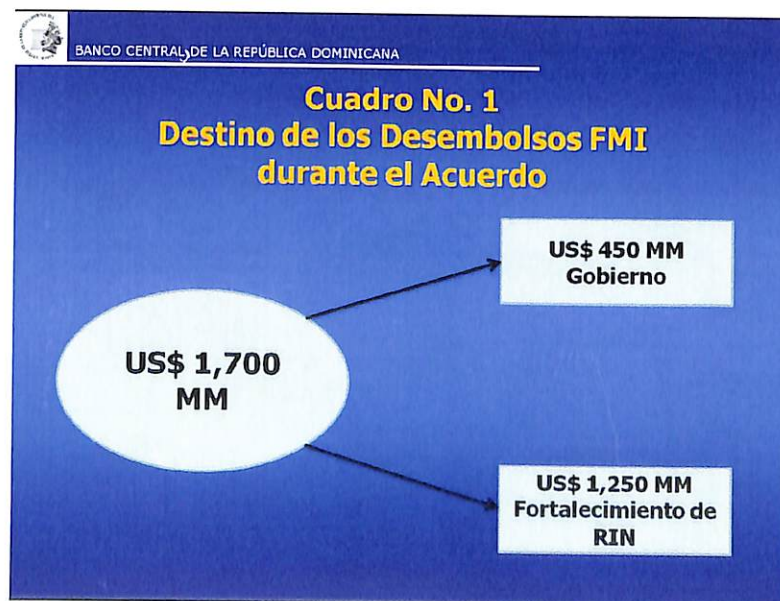 BANCO CENTRAL DE LA REPÚBLICA DOMINICANA
Cuadro No. 1
Destino de los Desembolsos FMI
durante el Acuerdo
US$ 1,700
MM
US$ 450 MM
Gobierno
US$ 1,250 MM
Fortalecimiento de
RIN